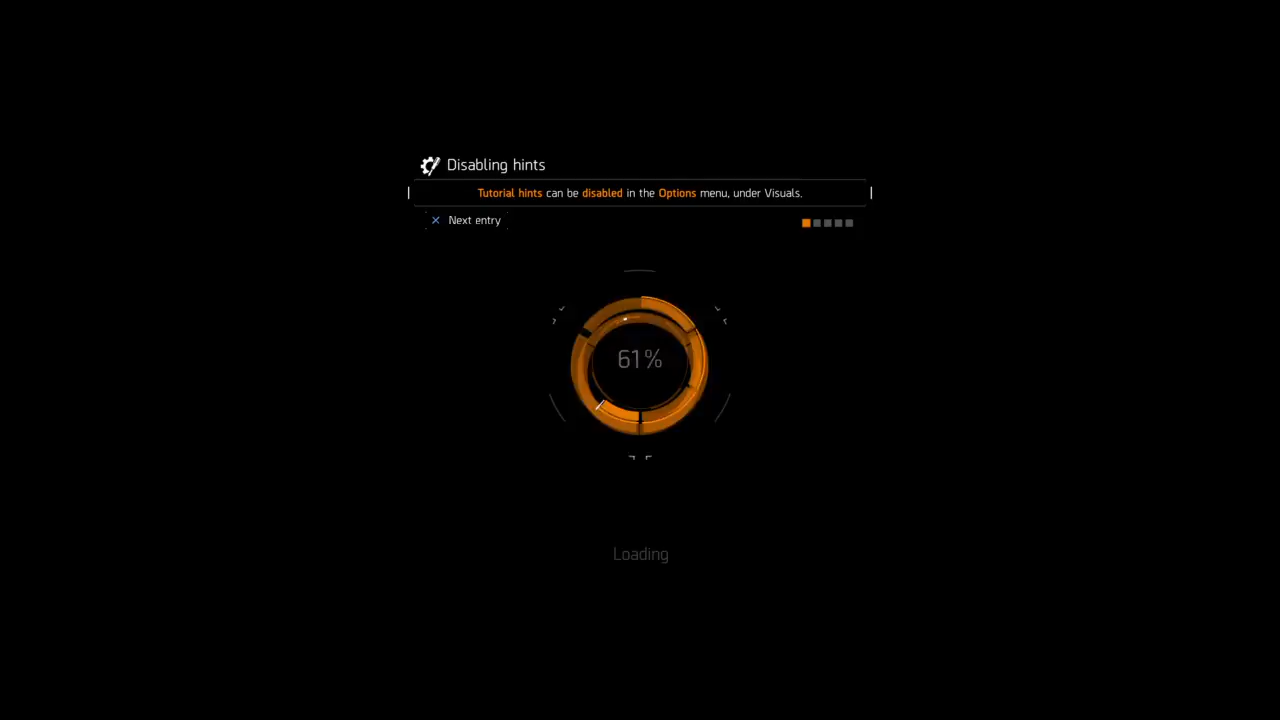 Disabling hints
Tutorial hints can be disabled in the Options menu, under Visuals.
Next entry
61%
Loading